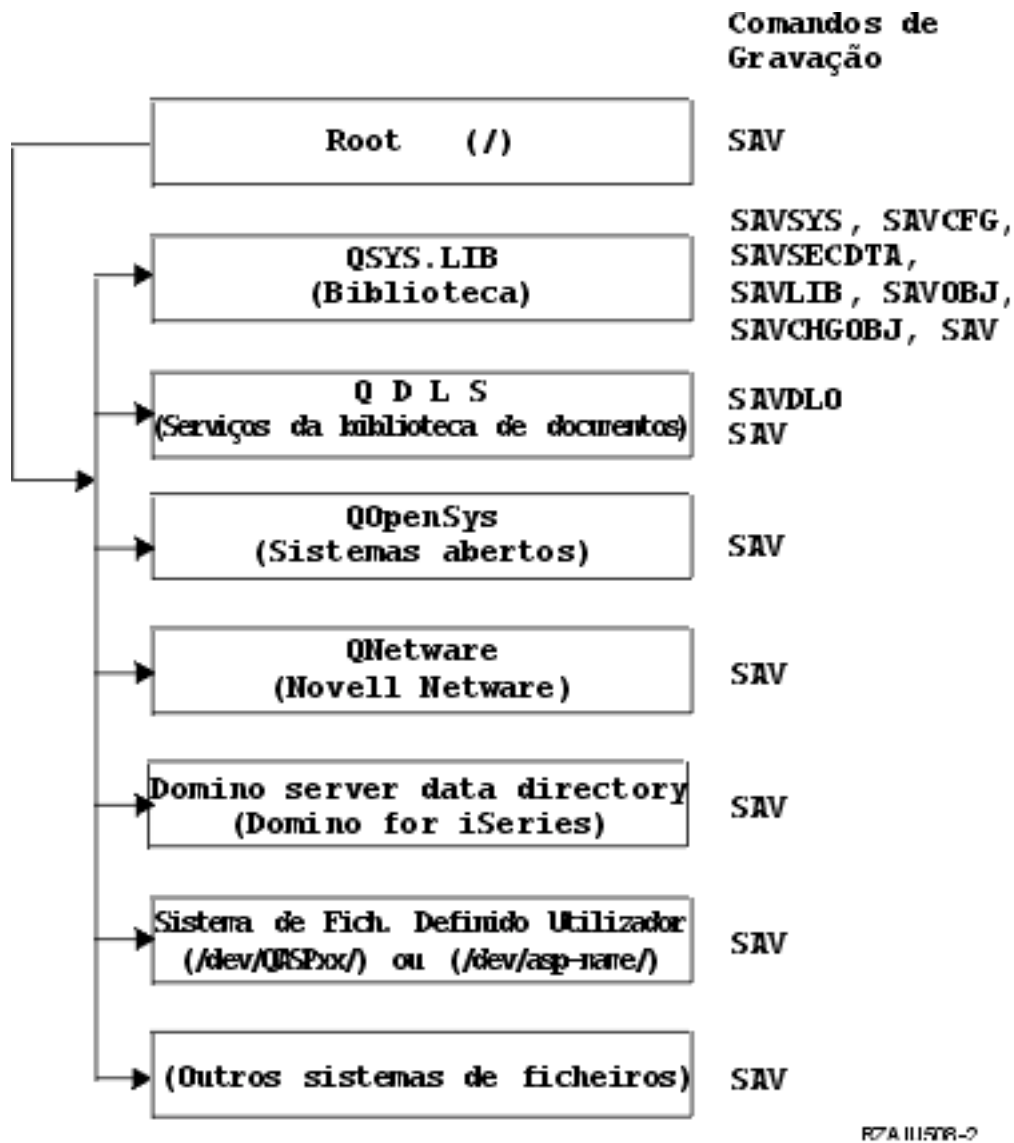 Comandos de
Gravação
Root (/)
SAV
QSYS.LIB
(Biblioteca)
SAVSYS, SAVCFG,
SAVSECDTA,
SAVLIB, SAVOBJ,
SAVCHGOBJ, SAV
Q D L S
(Serviços da biblioteca de documentos)
SAVDLO
SAV
QOpenSys
(Sistemas abertos)
SAV
QNetware
(Novell Netware)
SAV
Domino server data directory
(Domino for iSeries)
SAV
Sistema de Fich. Definido Utilizador
(/dev/QASPxx/) ou (/dev/asp-name/)
SAV
(Outros sistemas de ficheiros)
SAV